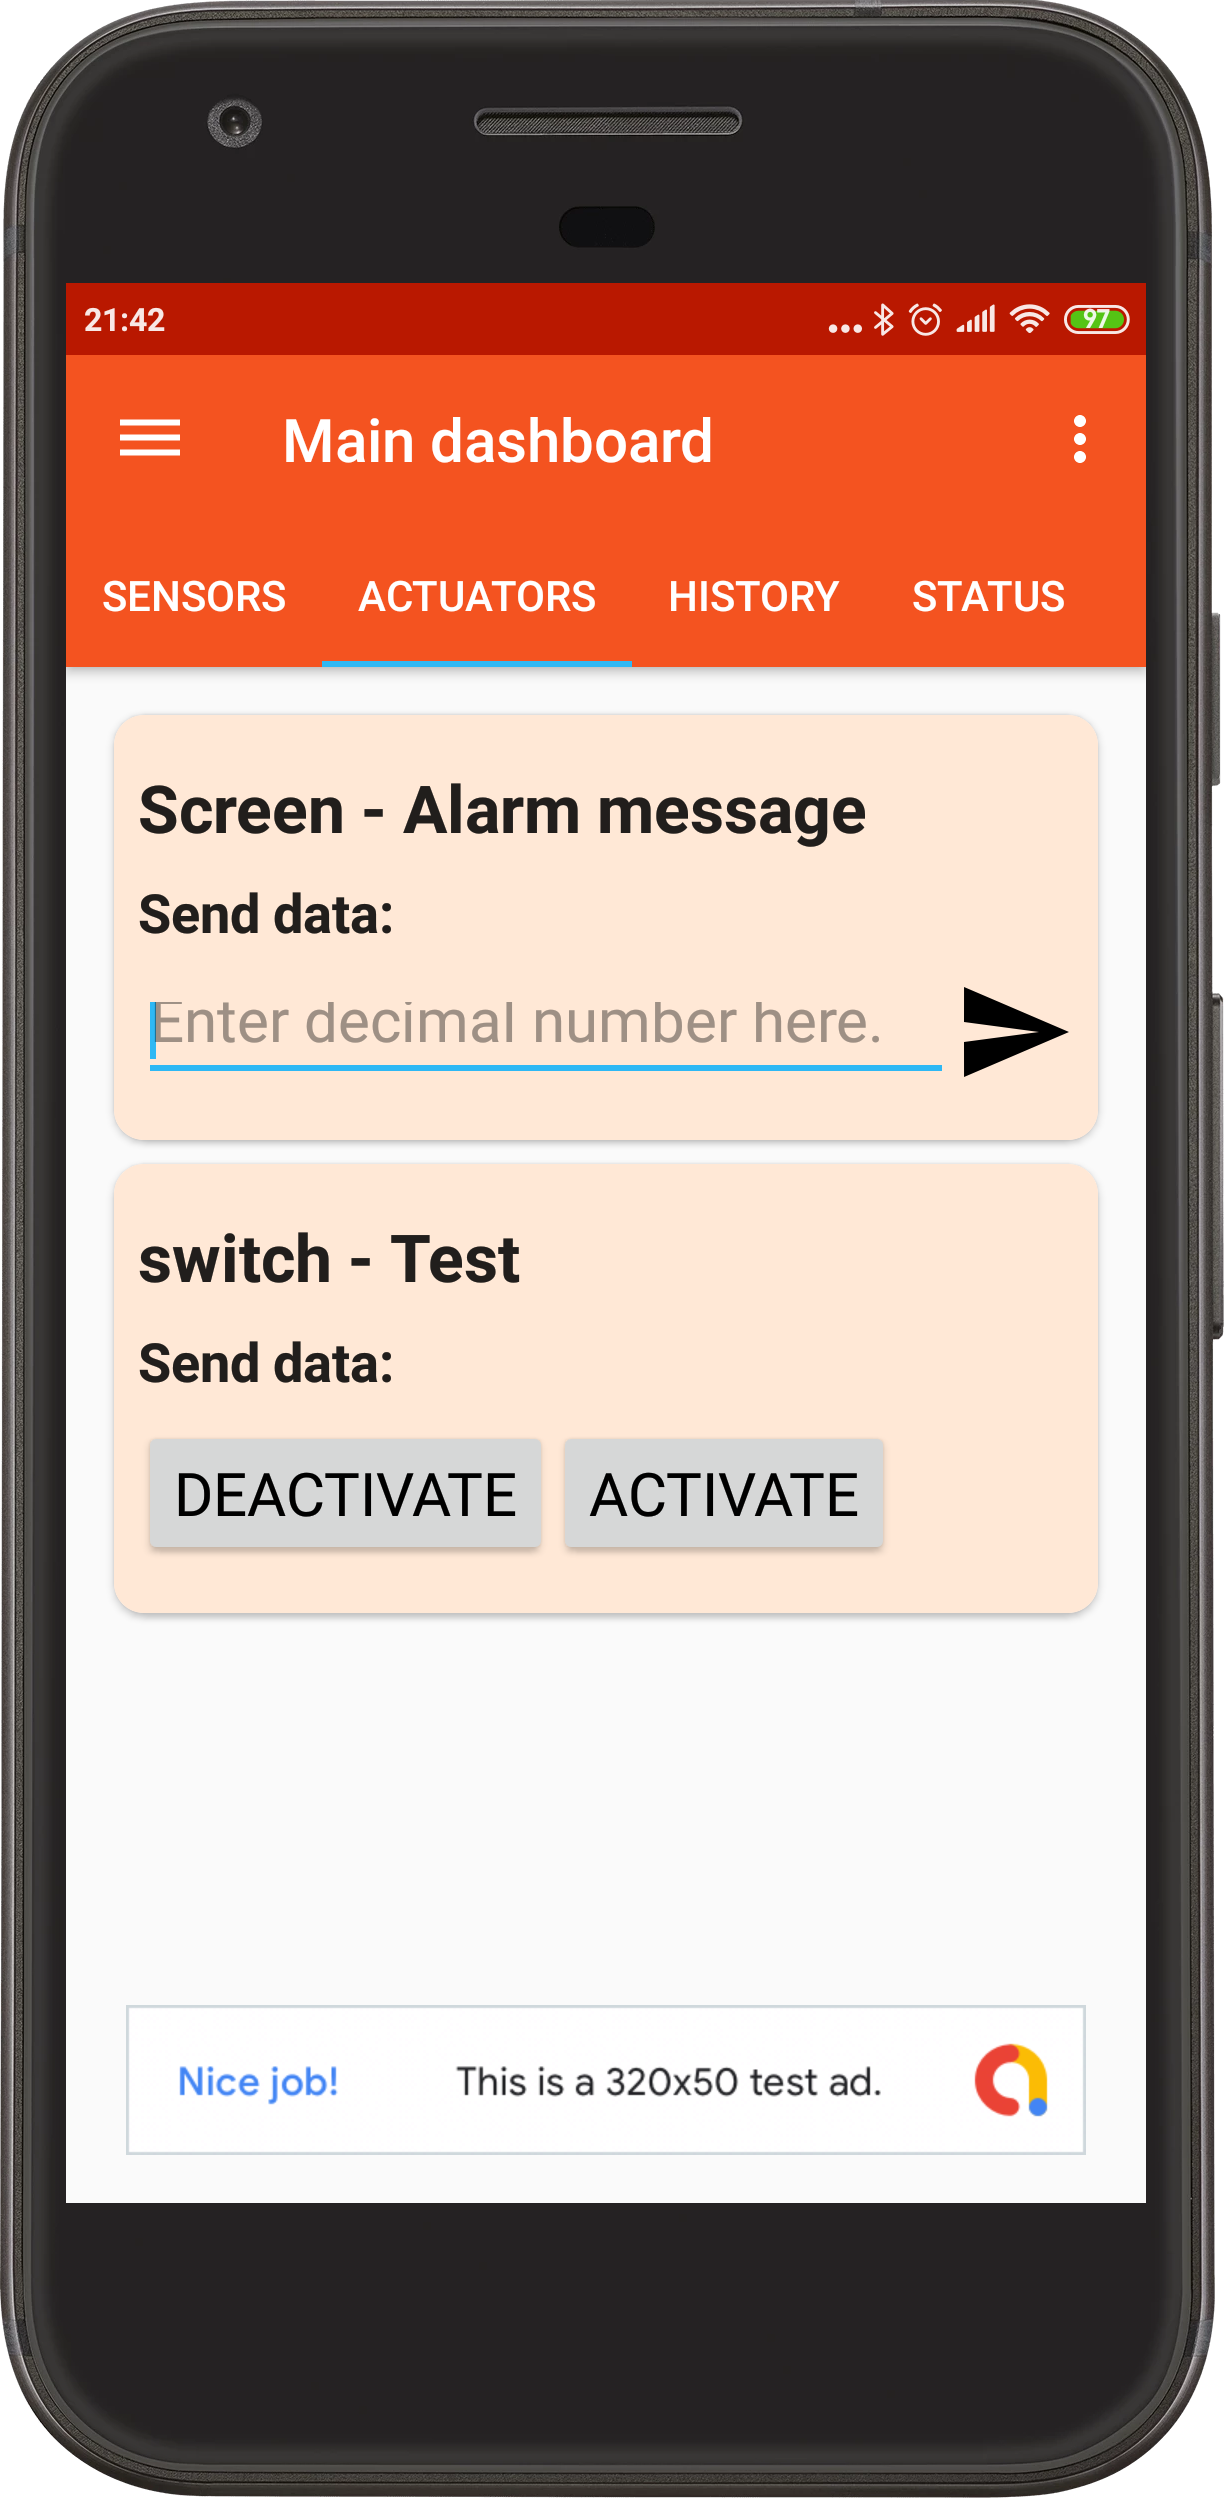 21:42 97
Main dashboard
SENSORS ACTUATORS HISTORY STATUS
Screen - Alarm message
Send data:
Enter decimal number here.
switch - Test
Send data:
DEACTIVATE ACTIVATE
Nice job! This is a 320x50 test ad.